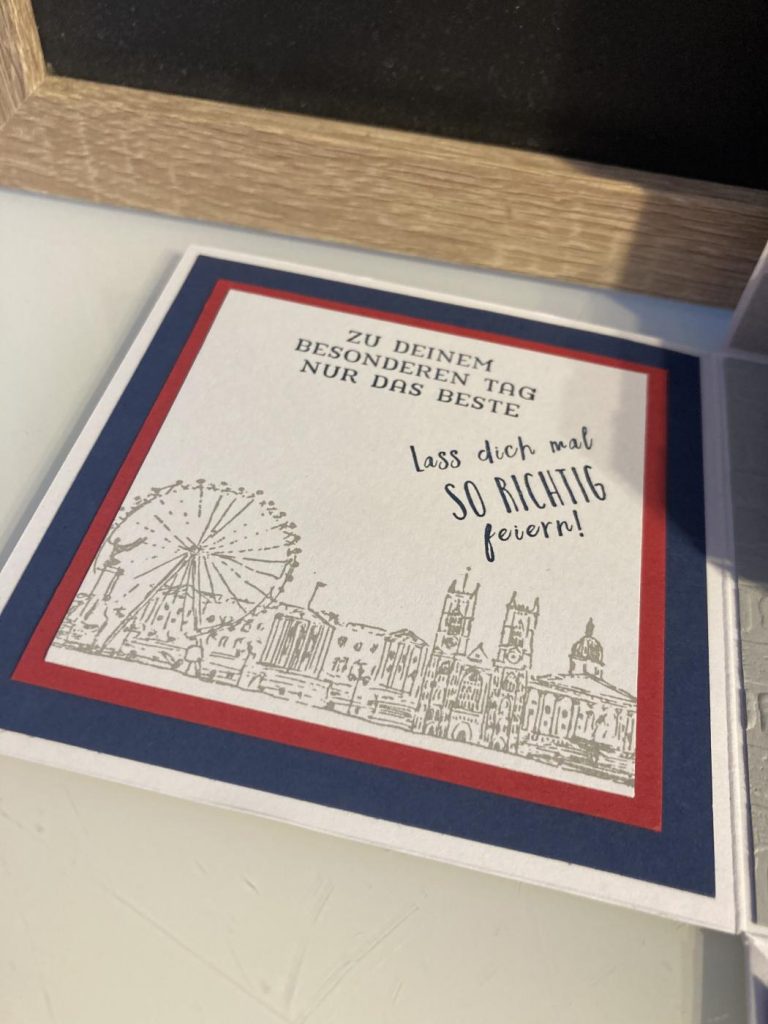 ZU DEINEM
BESONDEREN TAG
NUR DAS BESTE
Lass dich mal
SO RICHTIG
feiern!